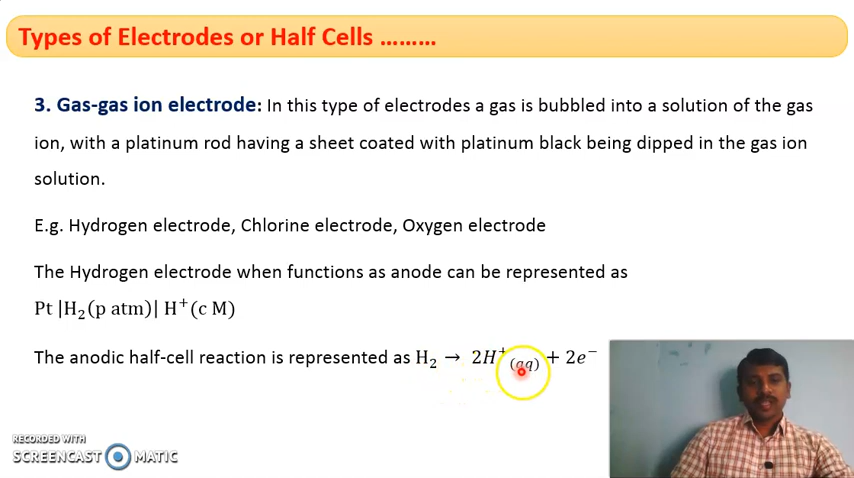 Types of Electrodes or Half Cells ………
3. Gas-gas ion electrode: In this type of electrodes a gas is bubbled into a solution of the gas
ion, with a platinum rod having a sheet coated with platinum black being dipped in the gas ion
solution.
E.g. Hydrogen electrode, Chlorine electrode, Oxygen electrode
The Hydrogen electrode when functions as anode can be represented as
Pt |H₂(p atm)| H⁺(c M)
The anodic half-cell reaction is represented as H₂ → 2H⁺₍aq₎ + 2e⁻
RECORDED WITH
SCREENCAST MATIC